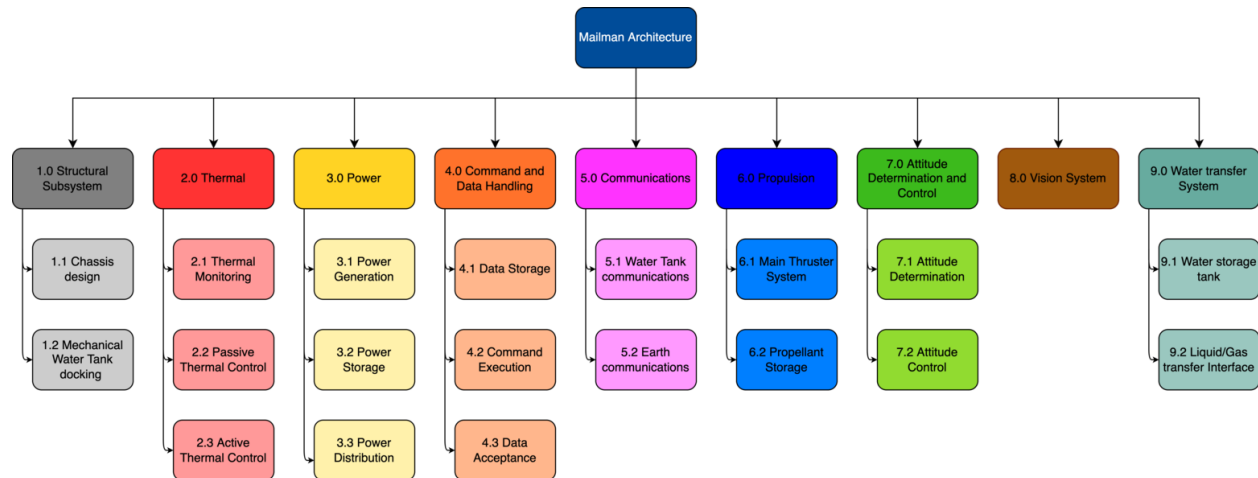 Mailman Architecture
1.0 Structural
Subsystem
2.0 Thermal
3.0 Power
4.0 Command and
Data Handling
5.0 Communications
6.0 Propulsion
7.0 Attitude
Determination and
Control
8.0 Vision System
9.0 Water transfer
System
1.1 Chassis
design
2.1 Thermal
Monitoring
3.1 Power
Generation
4.1 Data Storage
5.1 Water Tank
communications
6.1 Main Thruster
System
7.1 Attitude
Determination
9.1 Water storage
tank
1.2 Mechanical
Water Tank
docking
2.2 Passive
Thermal Control
3.2 Power
Storage
4.2 Command
Execution
5.2 Earth
communications
6.2 Propellant
Storage
7.2 Attitude
Control
9.2 Liquid/Gas
transfer Interface
2.3 Active
Thermal Control
3.3 Power
Distribution
4.3 Data
Acceptance